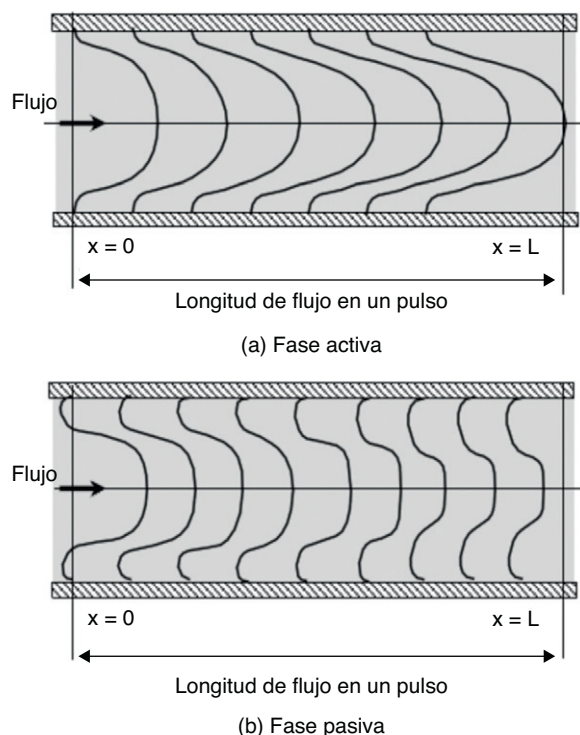 Flujo
x = 0
x = L
Longitud de flujo en un pulso
(a) Fase activa
Flujo
x = 0
x = L
Longitud de flujo en un pulso
(b) Fase pasiva